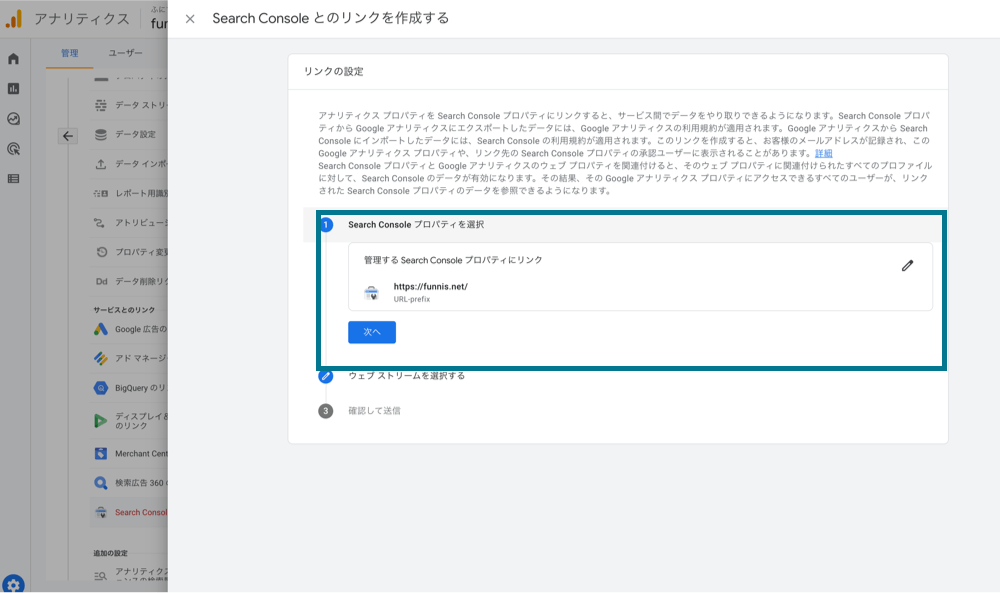 アナリティクス
ふに
fun
Search Console とのリンクを作成する
管理
ユーザー
データ ストリ
データ設定
データ インポ
レポート用識別
アトリビュー
プロパティ変
データ削除リ
Dd
サービスとのリンク
Google 広告の
アド マネージ
BigQuery のリ
ディスプレイ&
のリンク
Merchant Cent
検索広告 360
Search Consol
追加の設定
アナリティクス
リンクの設定
アナリティクス プロパティを Search Console プロパティにリンクすると、サービス間でデータをやり取りできるようになります。Search Console プロパ
ティから Google アナリティクスにエクスポートしたデータには、Google アナリティクスの利用規約が適用されます。Google アナリティクスから Search
Console にインポートしたデータには、Search Console の利用規約が適用されます。このリンクを作成すると、お客様のメールアドレスが記録され、この
Google アナリティクス プロパティや、リンク先の Search Console プロパティの承認ユーザーに表示されることがあります。詳細
Search Console プロパティと Google アナリティクスのウェブ プロパティを関連付けると、そのウェブ プロパティに関連付けられたすべてのプロファイル
に対して、Search Console のデータが有効になります。その結果、その Google アナリティクス プロパティにアクセスできるすべてのユーザーが、リンク
された Search Console プロパティのデータを参照できるようになります。
1 Search Console プロパティを選択
管理する Search Console プロパティにリンク
https://funnis.net/
URL-prefix
次へ
ウェブ ストリームを選択する
3 確認して送信